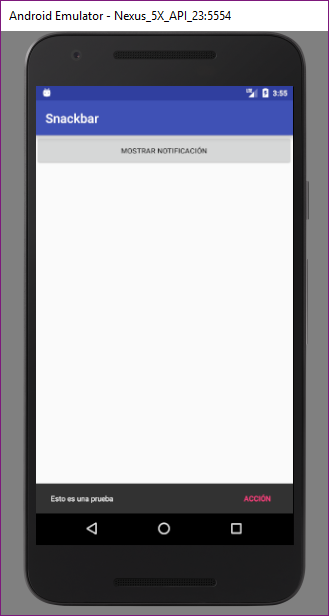 Android Emulator - Nexus_5X_API_23:5554
3:55
Snackbar
MOSTRAR NOTIFICACIÓN
Esto es una prueba ACCIÓN